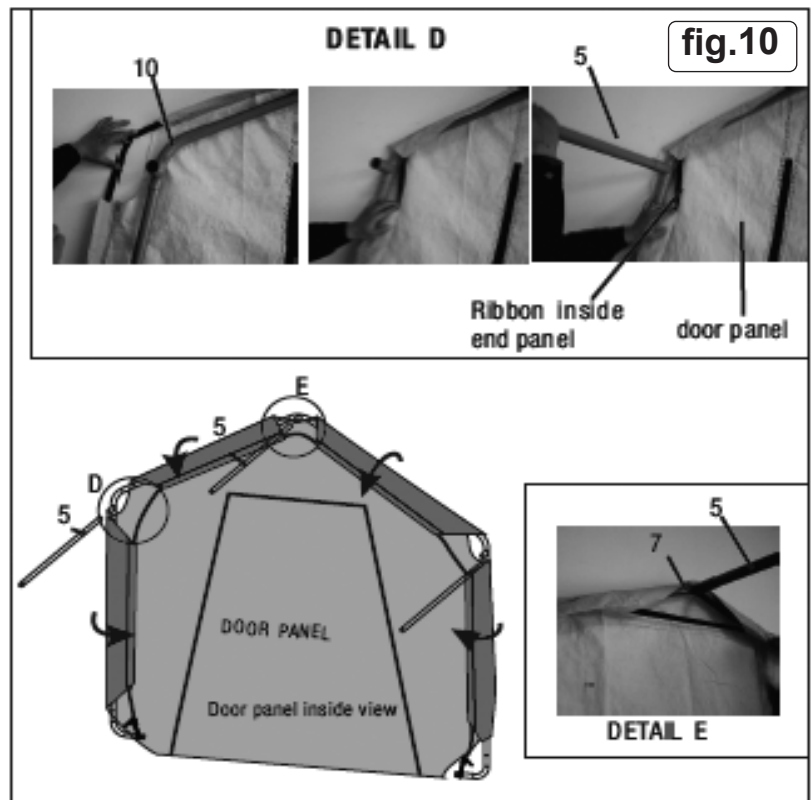 DETAIL D
fig.10
10
5
Ribbon inside
end panel
door panel
E
5
D
5
DOOR PANEL
Door panel inside view
5
7
DETAIL E